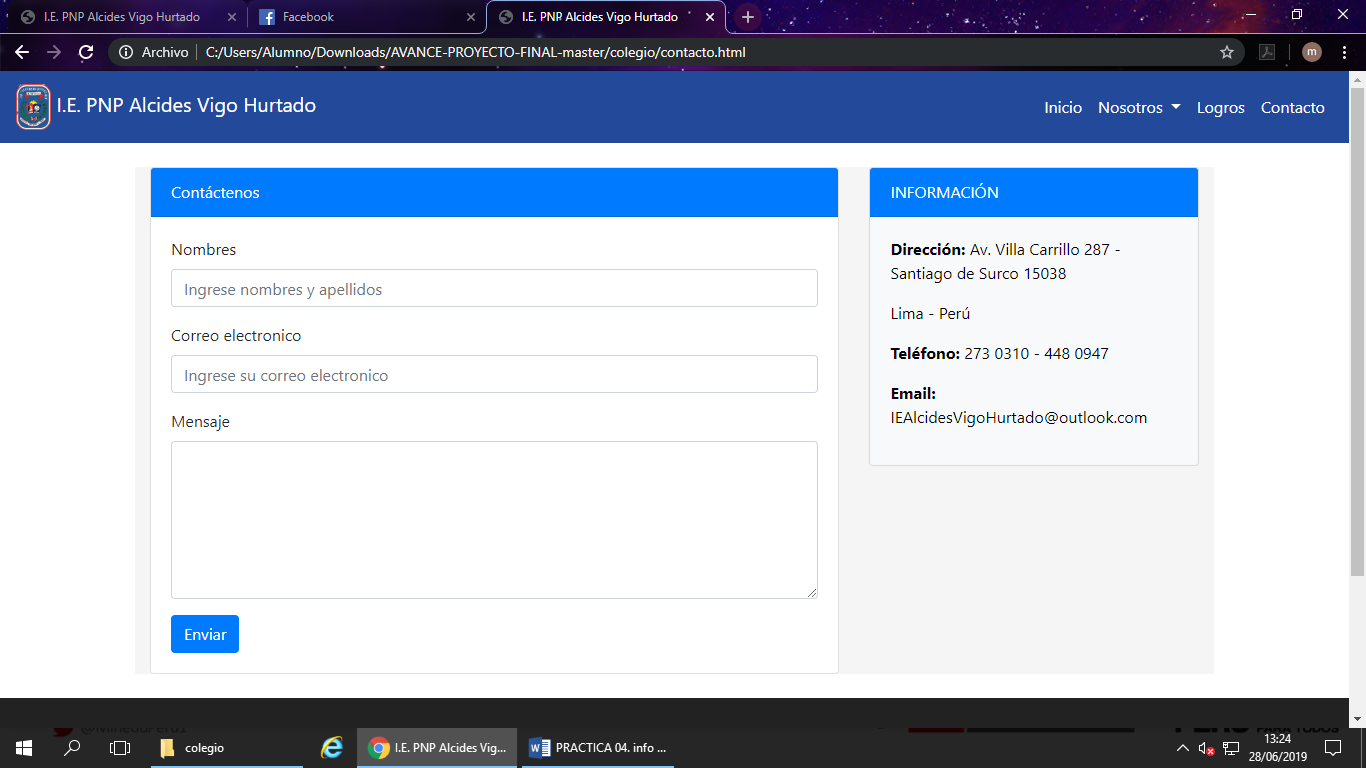 I.E. PNP Alcides Vigo Hurtado
Facebook
I.E. PNP Alcides Vigo Hurtado
Archivo
C:/Users/Alumno/Downloads/AVANCE-PROYECTO-FINAL-master/colegio/contacto.html
m
I.E. PNP Alcides Vigo Hurtado
Inicio
Nosotros
Logros
Contacto
Contáctenos
Nombres
Ingrese nombres y apellidos
Correo electronico
Ingrese su correo electronico
Mensaje
Enviar
INFORMACIÓN
Dirección: Av. Villa Carrillo 287 -
Santiago de Surco 15038
Lima - Perú
Teléfono: 273 0310 - 448 0947
Email:
IEAlcidesVigoHurtado@outlook.com
colegio
I.E. PNP Alcides Vig...
PRACTICA 04. info ...
13:24
28/06/2019